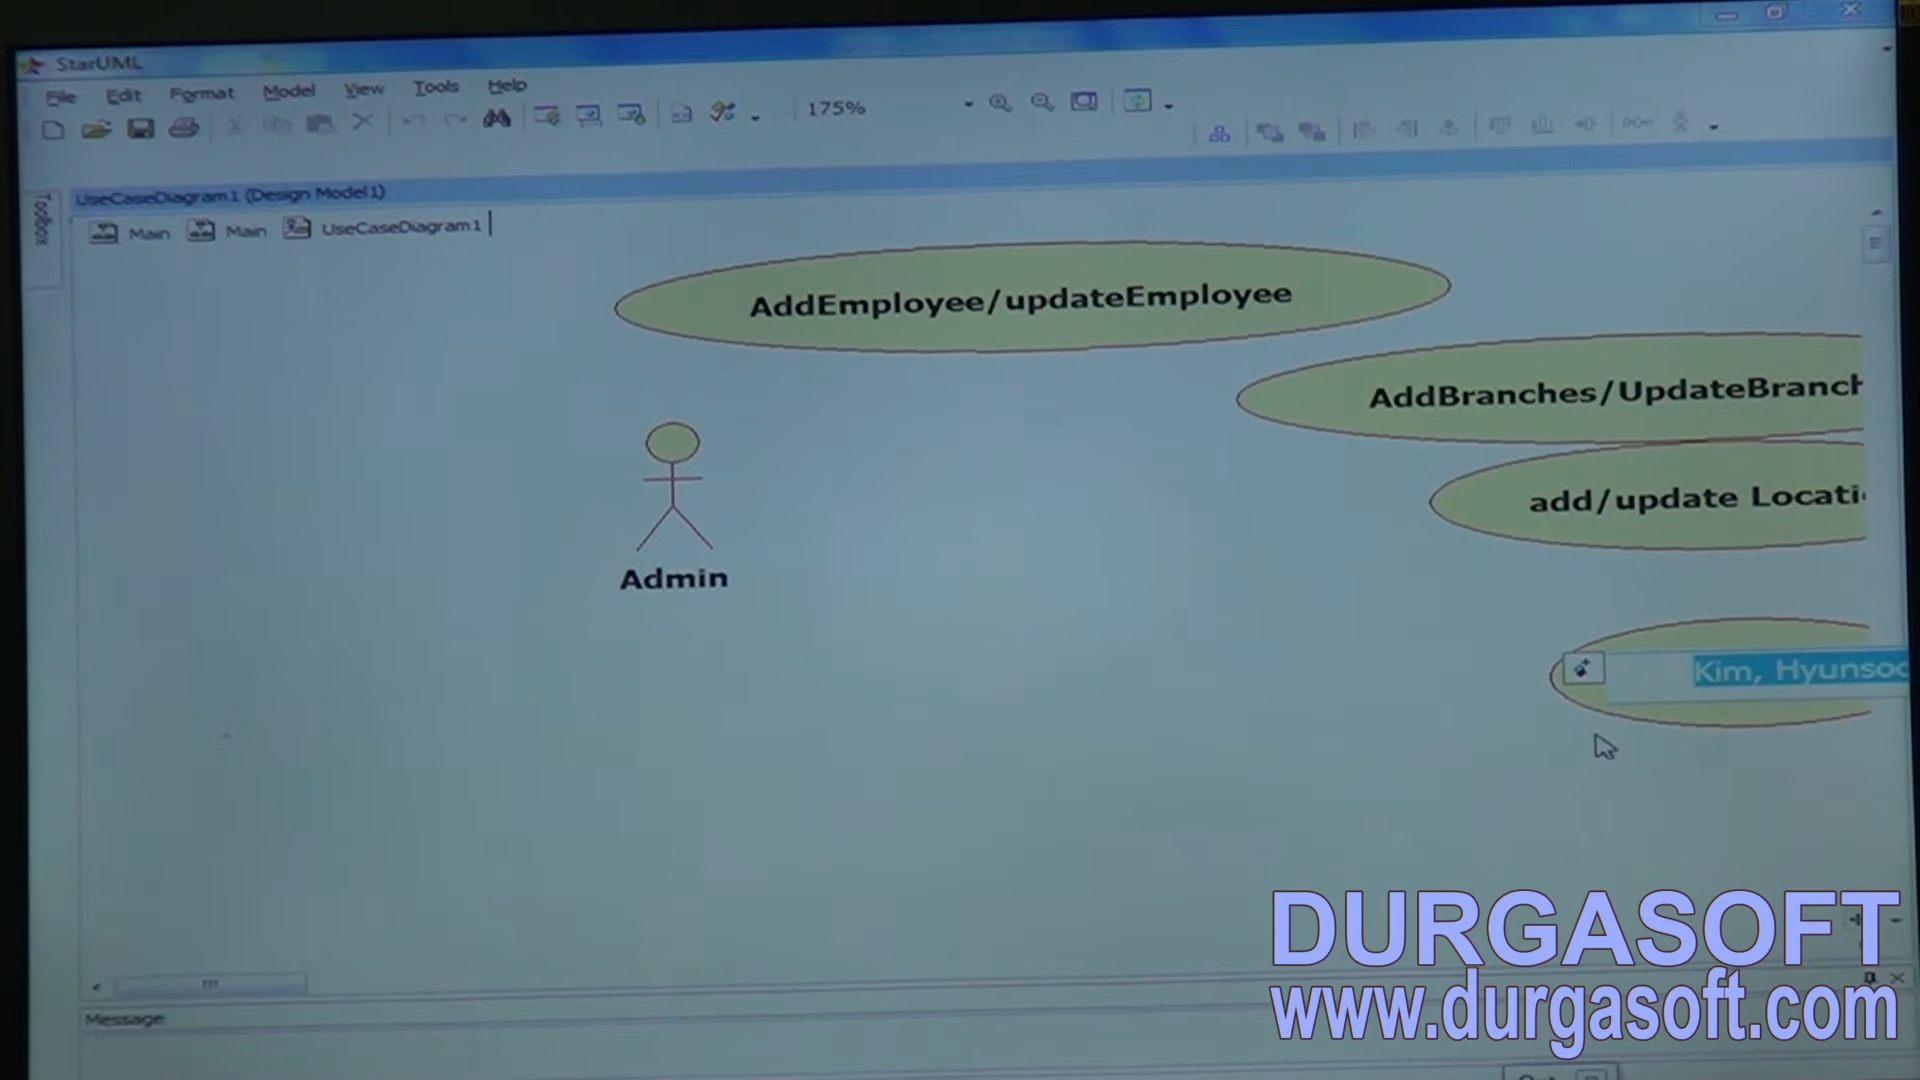 StarUML
File Edit Format Model View Tools Help
175%
Toolbox
UseCaseDiagram1 (Design Model1)
Main Main UseCaseDiagram1
AddEmployee/updateEmployee
AddBranches/UpdateBranch
add/update Locati
Admin
Kim, Hyunsoo
DURGASOFT
www.durgasoft.com
Message